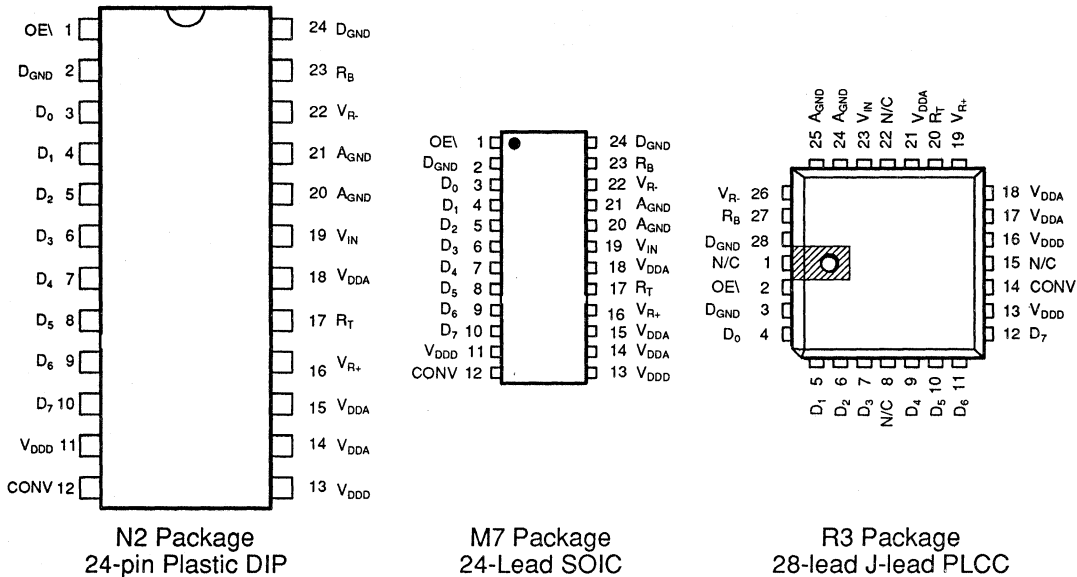 OE\ 1
D_GND 2
D_0 3
D_1 4
D_2 5
D_3 6
D_4 7
D_5 8
D_6 9
D_7 10
V_DDD 11
CONV 12
24 D_GND
23 R_B
22 V_R-
21 A_GND
20 A_GND
19 V_IN
18 V_DDA
17 R_T
16 V_R+
15 V_DDA
14 V_DDA
13 V_DDD
N2 Package
24-pin Plastic DIP
OE\ 1
D_GND 2
D_0 3
D_1 4
D_2 5
D_3 6
D_4 7
D_5 8
D_6 9
D_7 10
V_DDD 11
CONV 12
24 D_GND
23 R_B
22 V_R-
21 A_GND
20 A_GND
19 V_IN
18 V_DDA
17 R_T
16 V_R+
15 V_DDA
14 V_DDA
13 V_DDD
M7 Package
24-Lead SOIC
25 A_GND
24 A_GND
23 V_IN
22 N/C
21 V_DDA
20 R_T
19 V_R+
V_R- 26
R_B 27
D_GND 28
N/C 1
OE\ 2
D_GND 3
D_0 4
18 V_DDA
17 V_DDA
16 V_DDD
15 N/C
14 CONV
13 V_DDD
12 D_7
D_1 5
D_2 6
D_3 7
N/C 8
D_4 9
D_5 10
D_6 11
R3 Package
28-lead J-lead PLCC